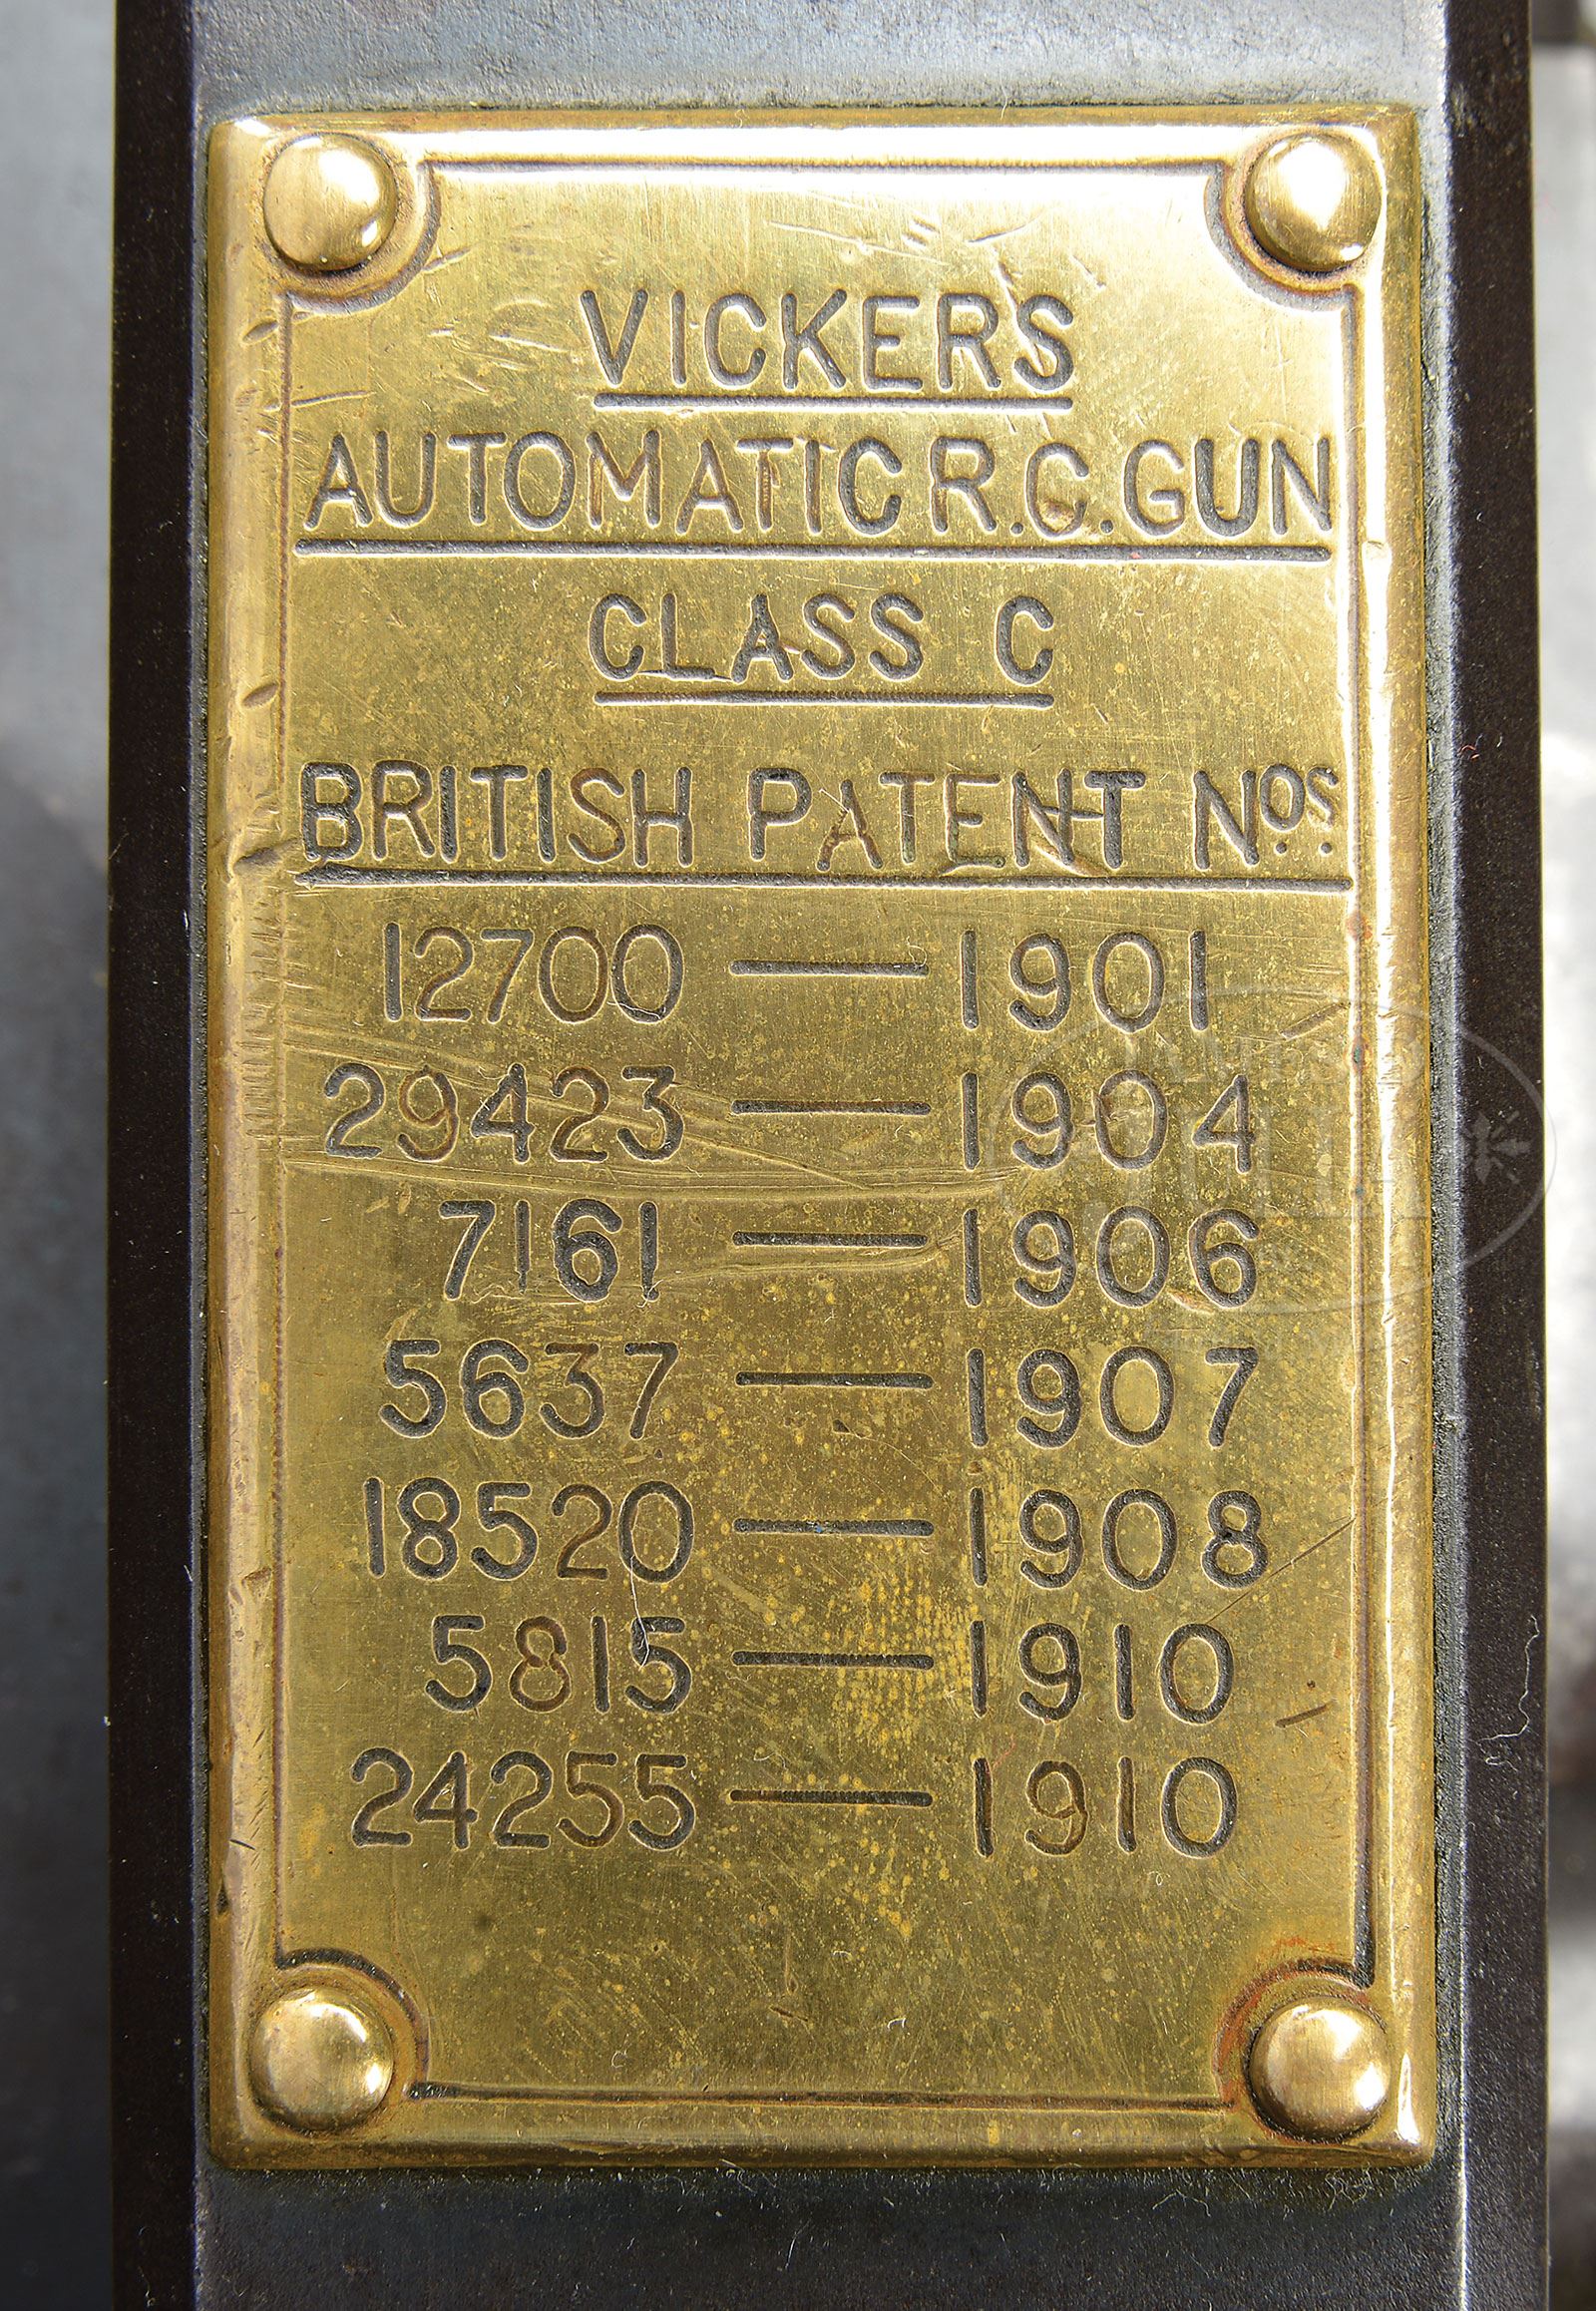 VICKERS
AUTOMATIC R.C. GUN
CLASS C
BRITISH PATENT Nos.
12700 — 1901
29423 — 1904
7161 — 1906
5637 — 1907
18520 — 1908
5815 — 1910
24255 — 1910